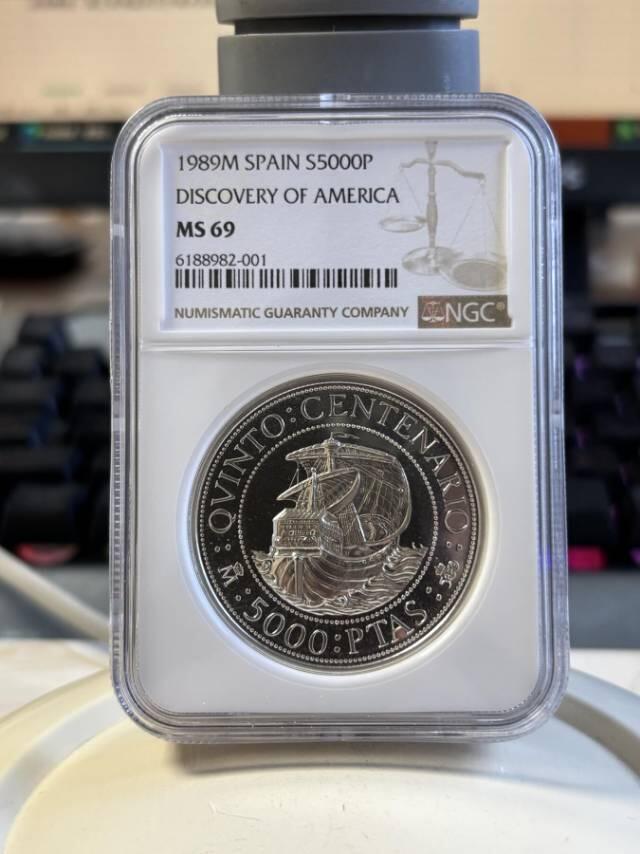 1989M SPAIN S5000P
DISCOVERY OF AMERICA
MS 69
6188982-001
NUMISMATIC GUARANTY COMPANY
NGC®
QVINTO:CENTENARIO
M
5000:PTAS